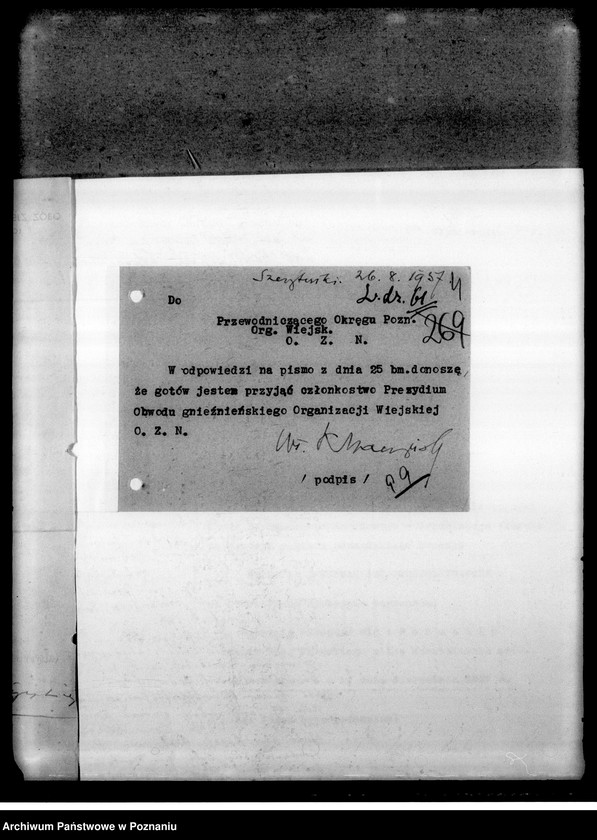 26. 8. 1937
L. dz. 61
Do
269
Przewodniczącego Okręgu Pozn.
Org. Wiejsk.
O. Z. N.
W odpowiedzi na pismo z dnia 25 bm.donoszę,
że gotów jestem przyjąć członkostwo Prezydium
Obwodu gnieźnieńskiego Organizacji Wiejskiej
O. Z. N.
/ podpis /
Archiwum Państwowe w Poznaniu